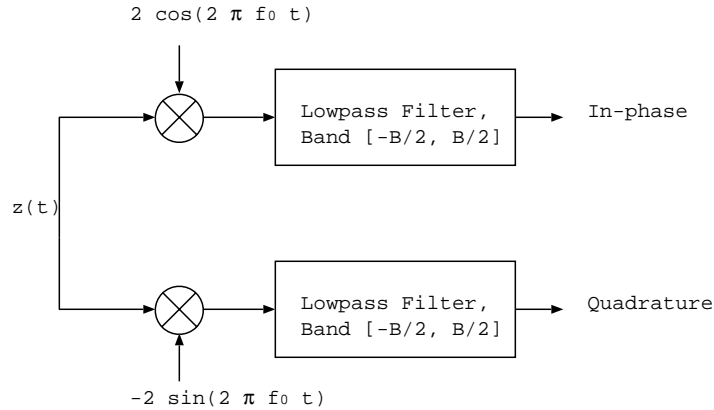 2 cos(2 π f₀ t)
Lowpass Filter,
Band [-B/2, B/2]
In-phase
z(t)
Lowpass Filter,
Band [-B/2, B/2]
Quadrature
-2 sin(2 π f₀ t)